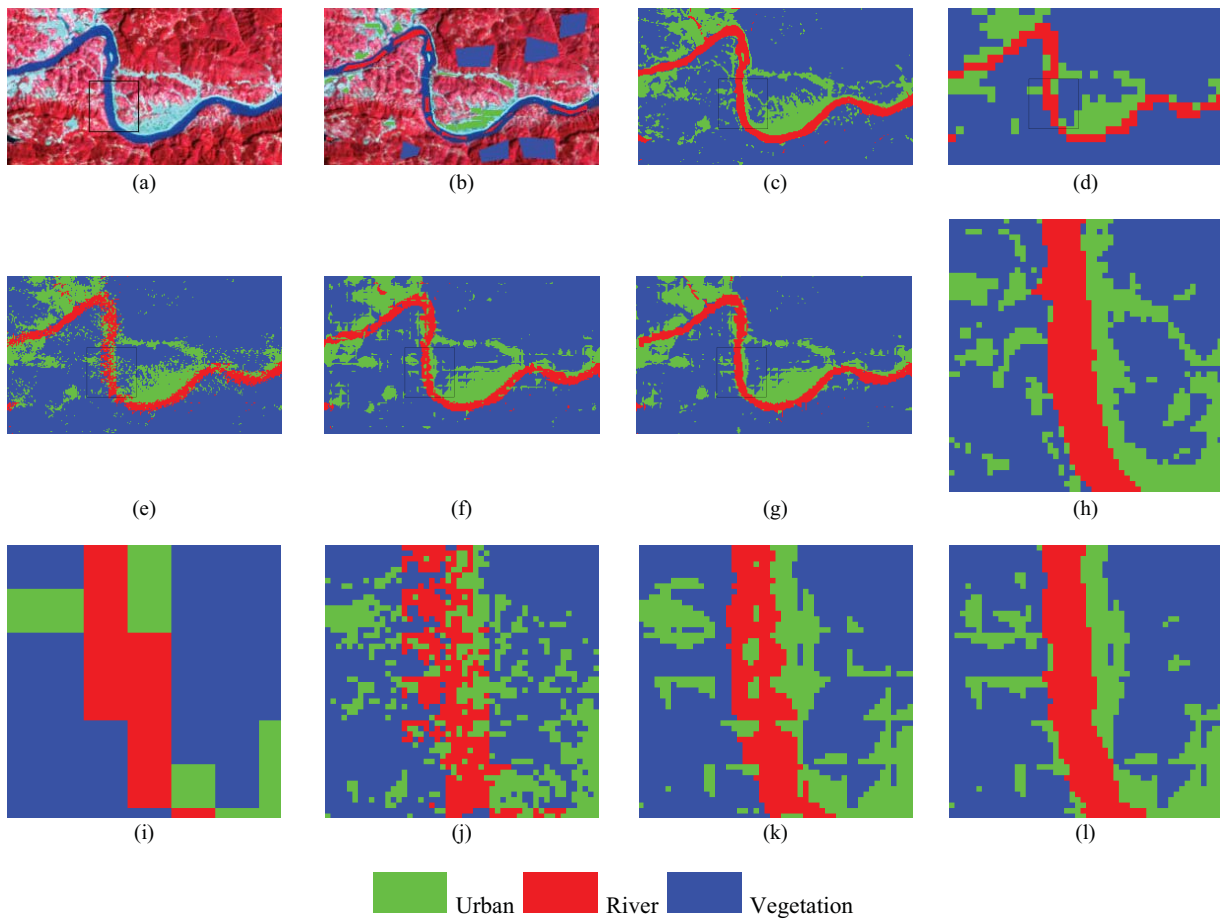 (a)
(b)
(c)
(d)
(e)
(f)
(g)
(h)
(i)
(j)
(k)
(l)
Urban
River
Vegetation